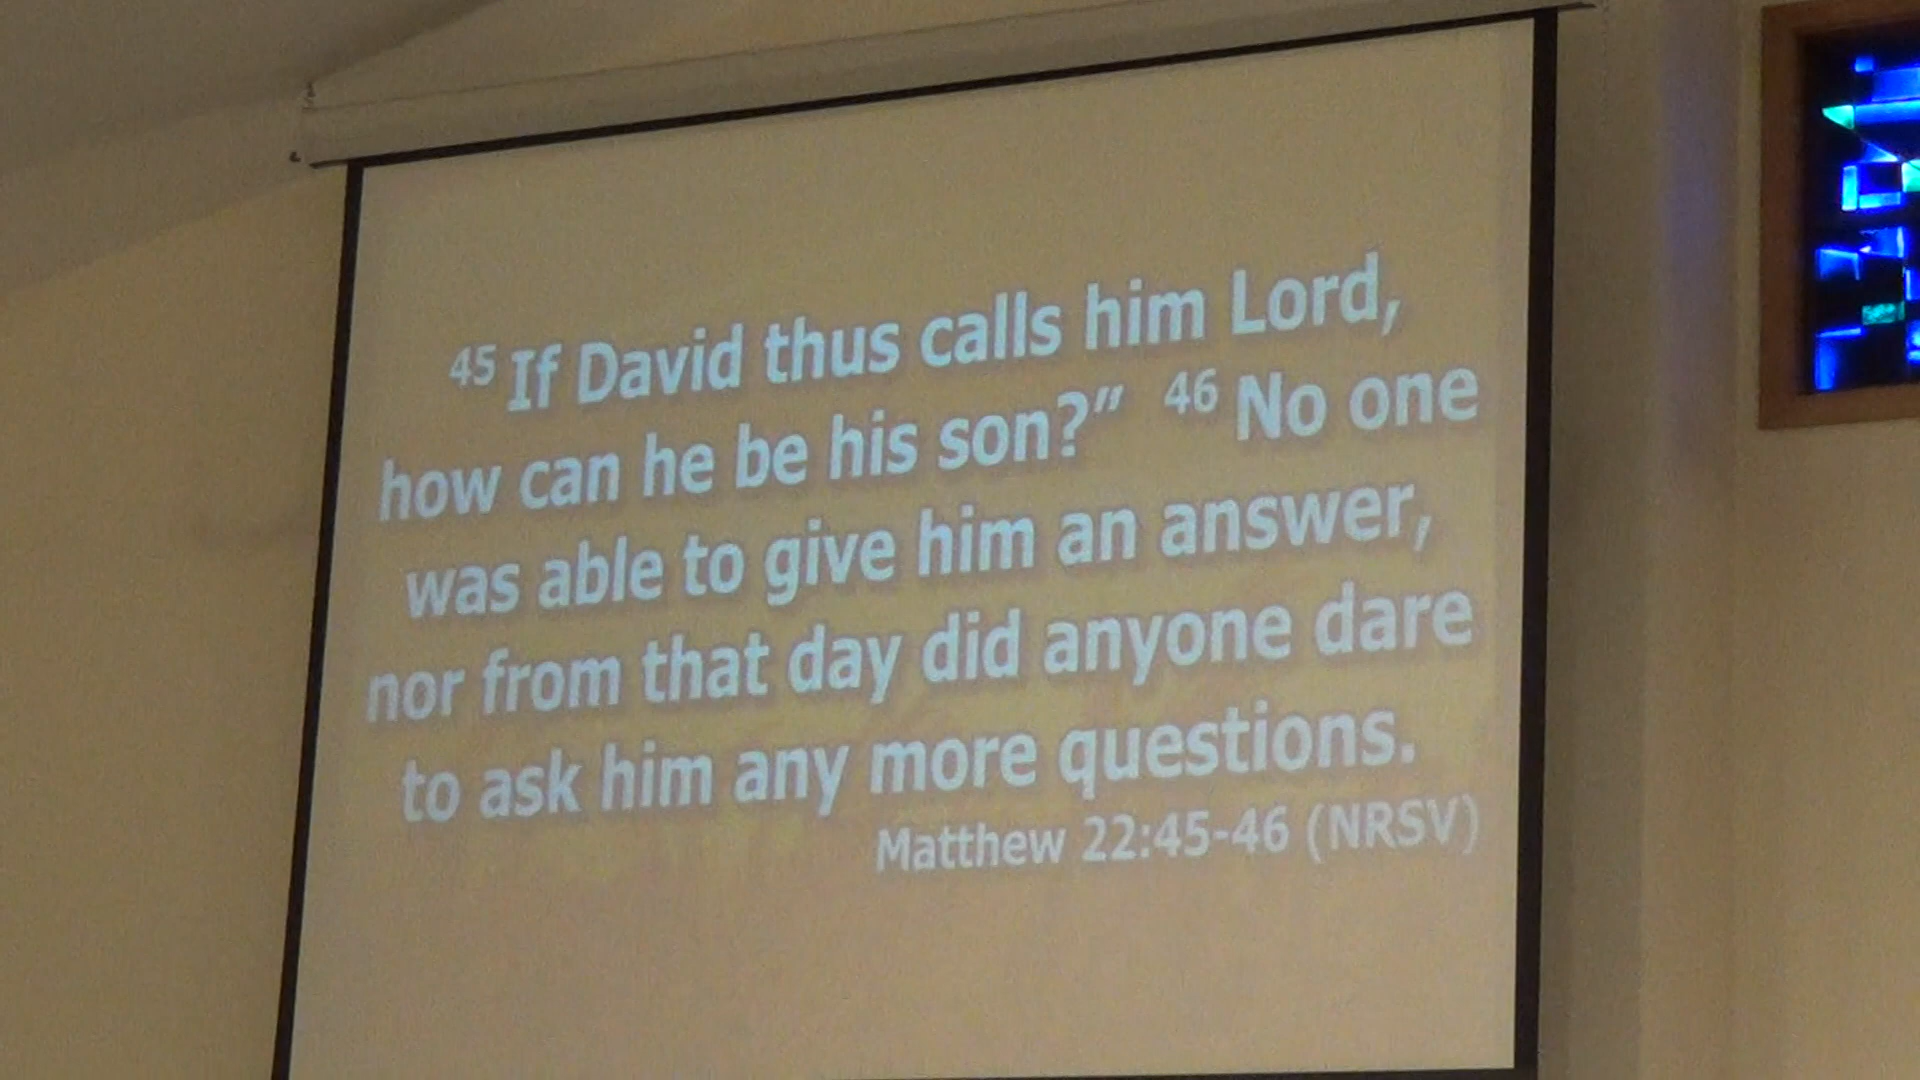 45 If David thus calls him Lord,
how can he be his son?” 46 No one
was able to give him an answer,
nor from that day did anyone dare
to ask him any more questions.
Matthew 22:45-46 (NRSV)